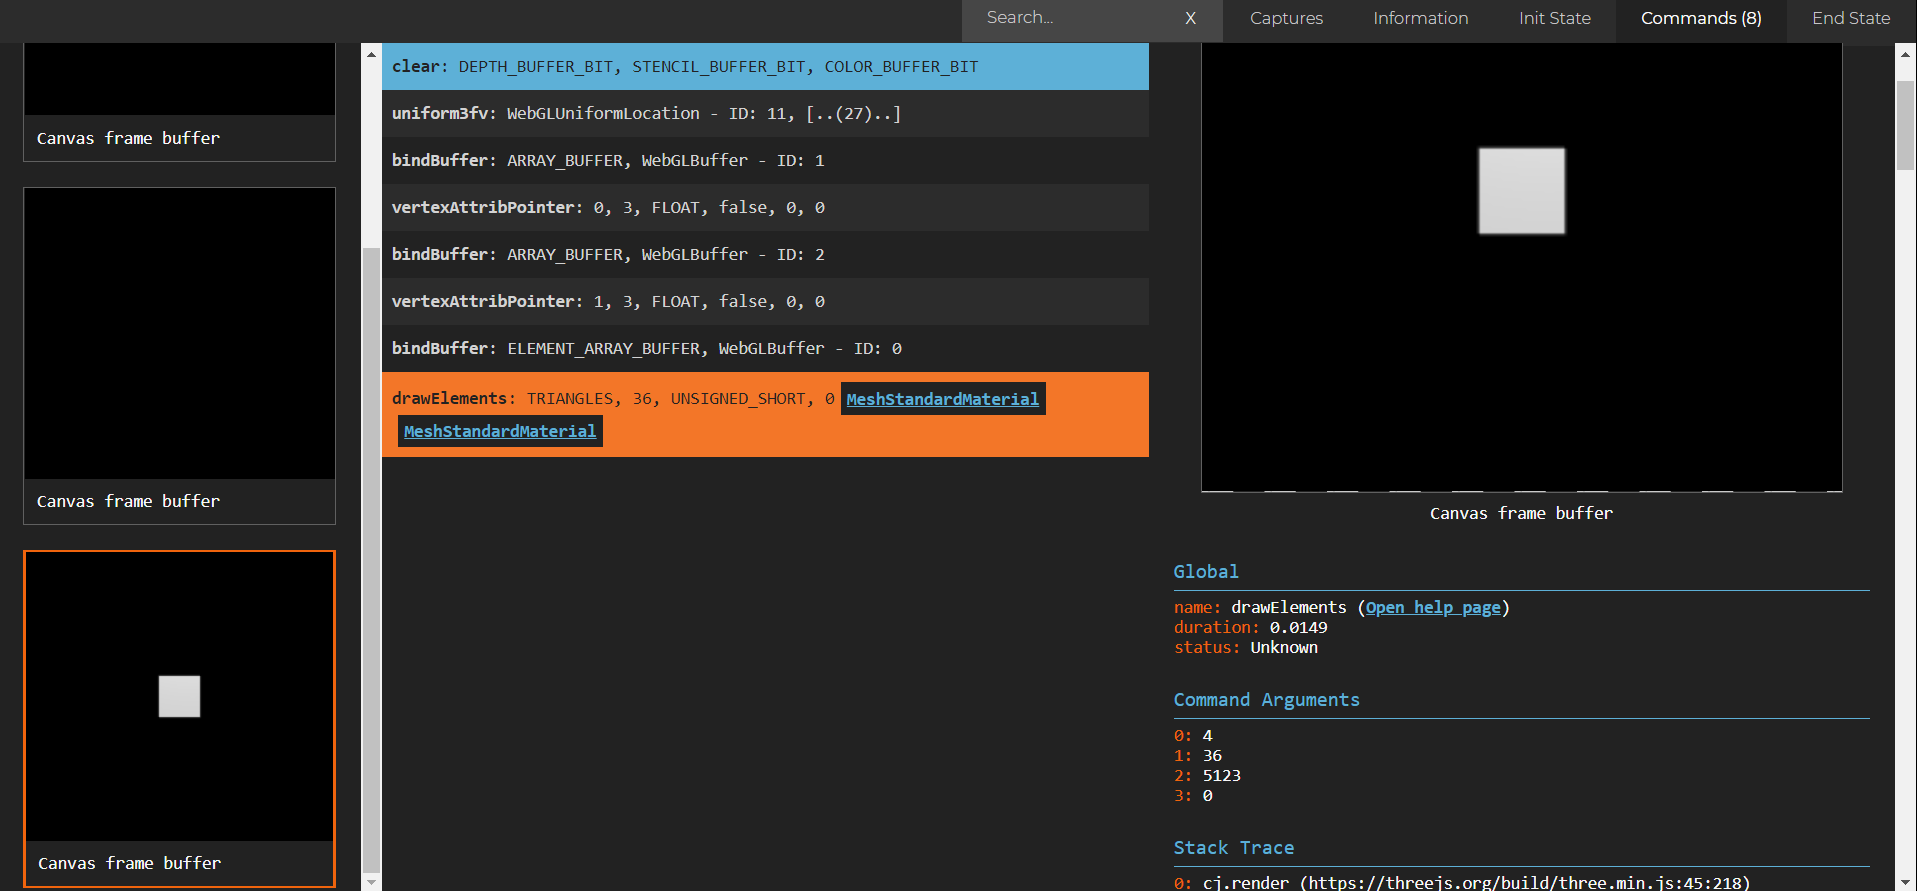 Search... X Captures Information Init State Commands (8) End State
Canvas frame buffer
Canvas frame buffer
Canvas frame buffer
clear: DEPTH_BUFFER_BIT, STENCIL_BUFFER_BIT, COLOR_BUFFER_BIT
uniform3fv: WebGLUniformLocation - ID: 11, [..(27)..]
bindBuffer: ARRAY_BUFFER, WebGLBuffer - ID: 1
vertexAttribPointer: 0, 3, FLOAT, false, 0, 0
bindBuffer: ARRAY_BUFFER, WebGLBuffer - ID: 2
vertexAttribPointer: 1, 3, FLOAT, false, 0, 0
bindBuffer: ELEMENT_ARRAY_BUFFER, WebGLBuffer - ID: 0
drawElements: TRIANGLES, 36, UNSIGNED_SHORT, 0 MeshStandardMaterial
MeshStandardMaterial
Canvas frame buffer
Global
name: drawElements (Open help page)
duration: 0.0149
status: Unknown
Command Arguments
0: 4
1: 36
2: 5123
3: 0
Stack Trace
0: cj.render (https://threejs.org/build/three.min.js:45:218)